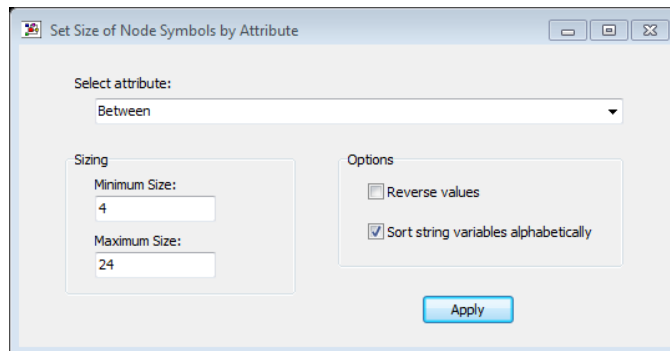 Set Size of Node Symbols by Attribute
Select attribute:
Between
Sizing
Minimum Size:
4
Maximum Size:
24
Options
Reverse values
Sort string variables alphabetically
Apply